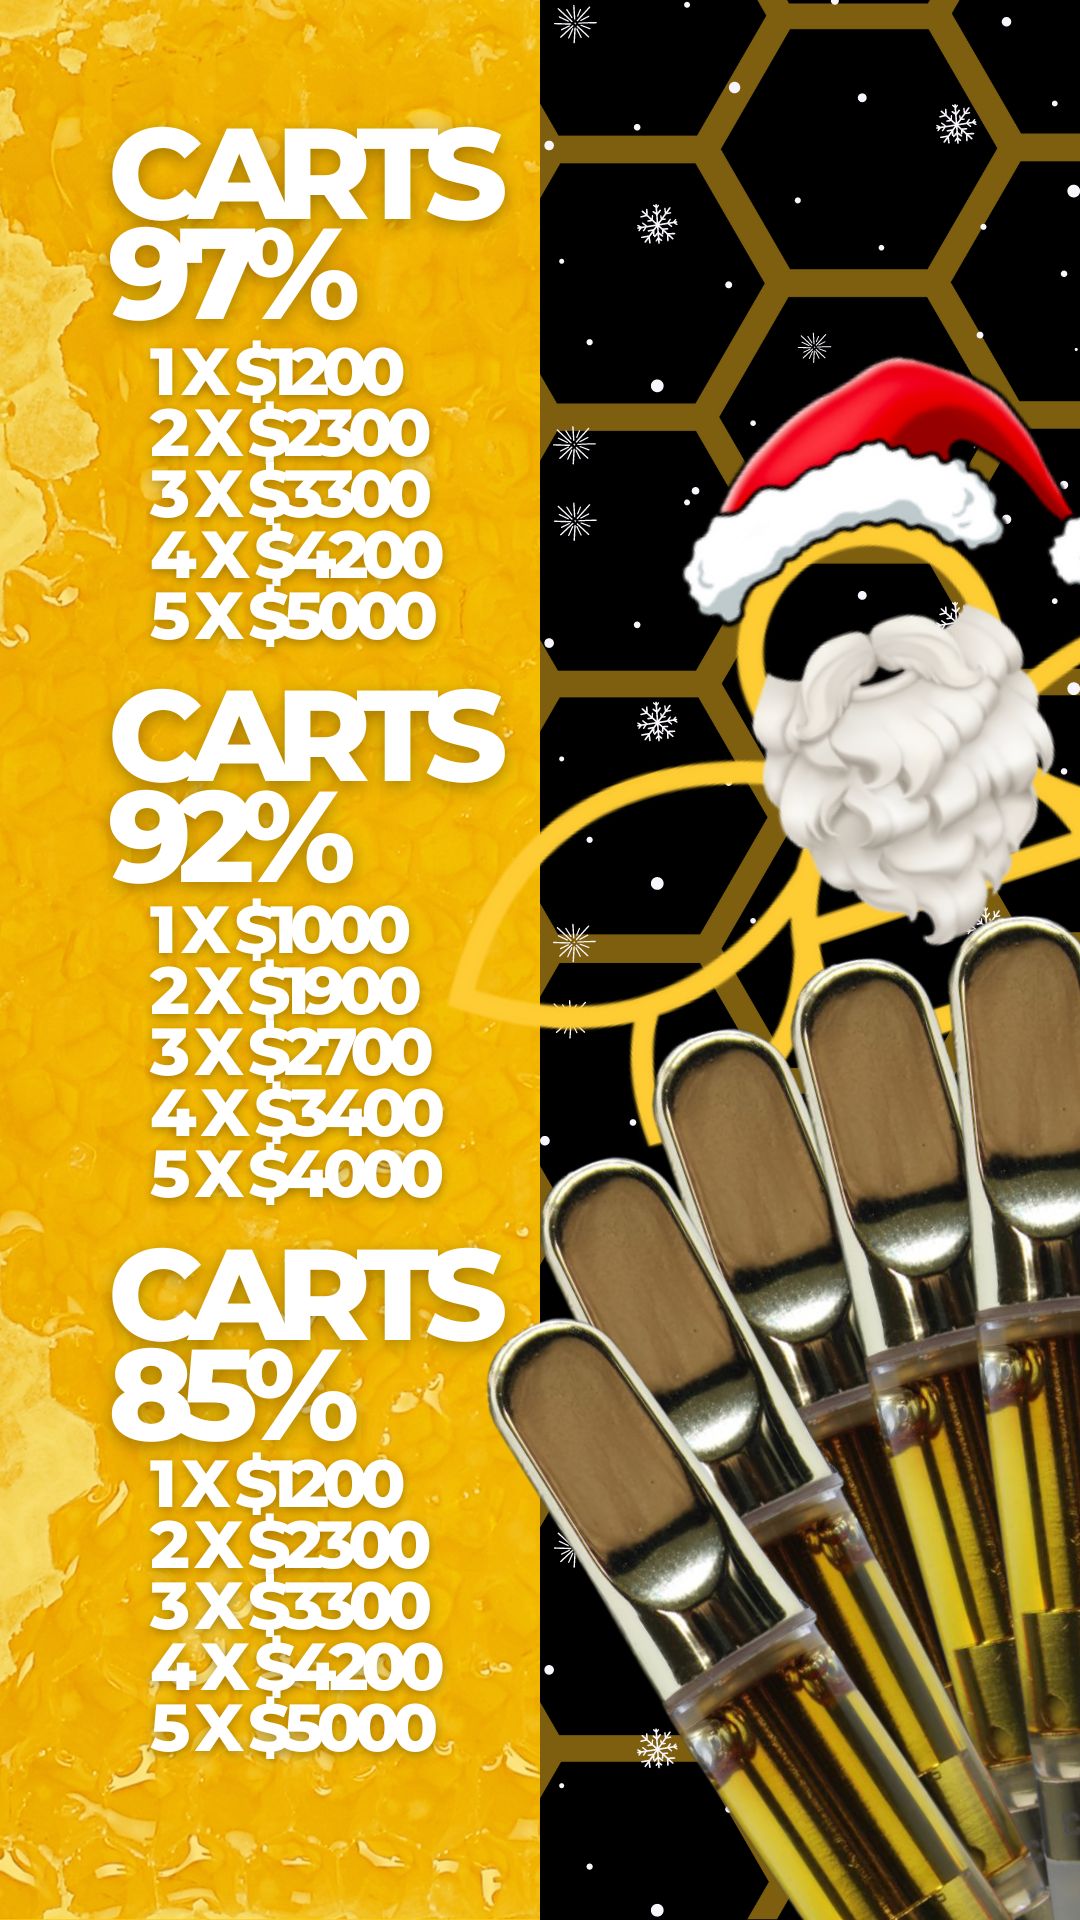 CARTS
97%
1 X $1200
2 X $2300
3 X $3300
4 X $4200
5 X $5000
CARTS
92%
1 X $1000
2 X $1900
3 X $2700
4 X $3400
5 X $4000
CARTS
85%
1 X $1200
2 X $2300
3 X $3300
4 X $4200
5 X $5000